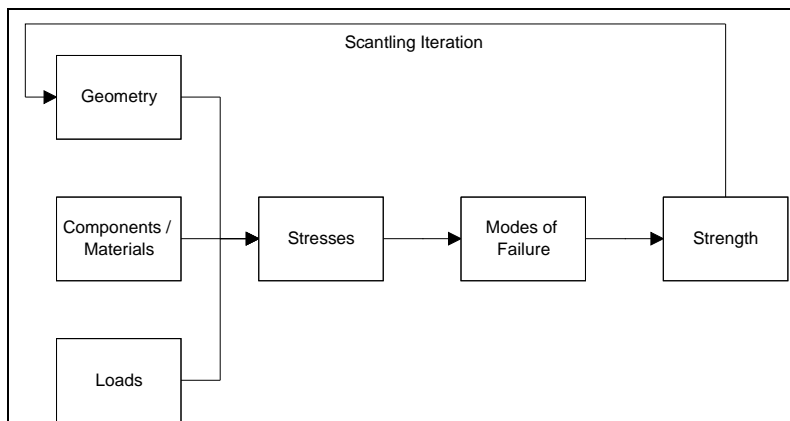 Scantling Iteration
Geometry
Components /
Materials
Stresses
Modes of
Failure
Strength
Loads